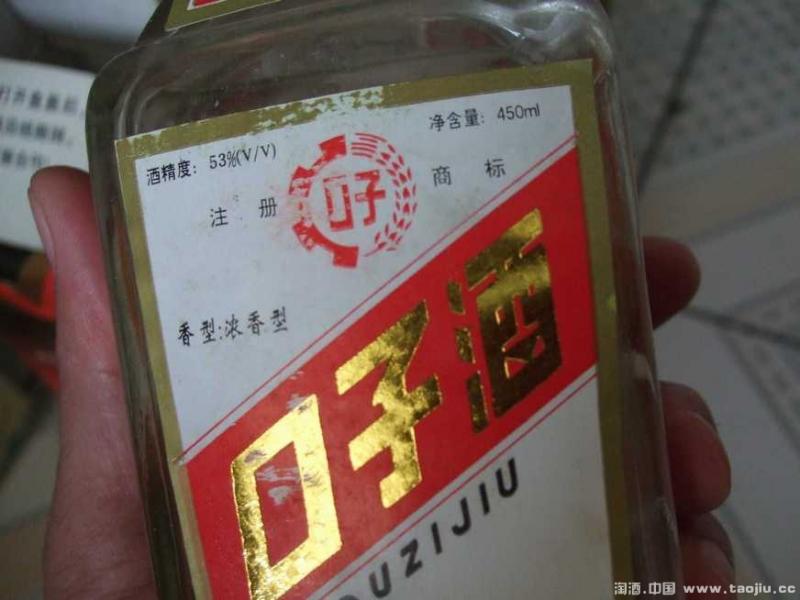 酒精度: 53%(V/V)
净含量: 450ml
注 册
口子
商 标
香型:浓香型
口子酒
OUZIJIU
淘酒.中国 www.taojiu.cc